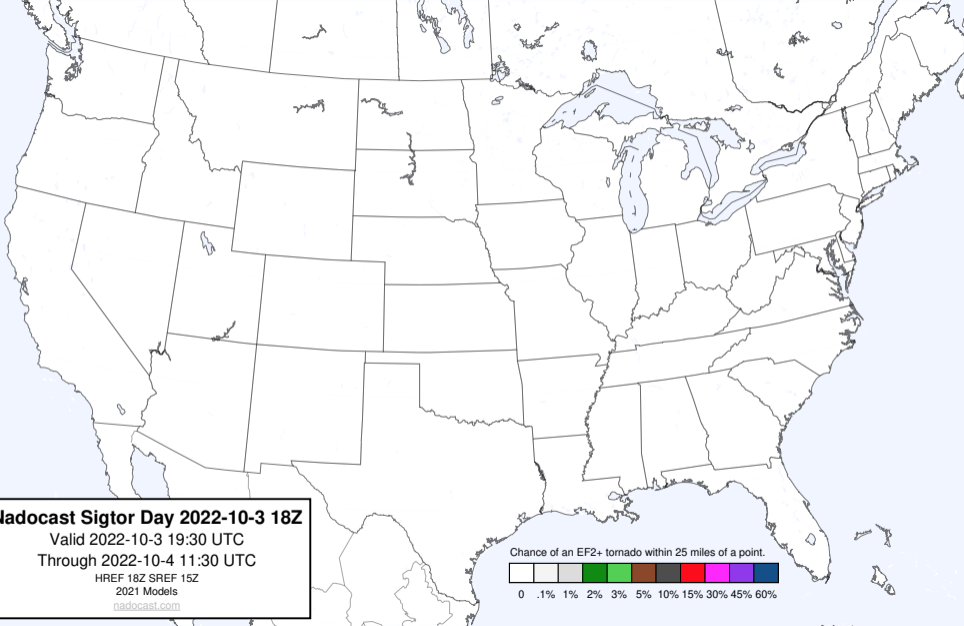 Nadocast Sigtor Day 2022-10-3 18Z
Valid 2022-10-3 19:30 UTC
Through 2022-10-4 11:30 UTC
HREF 18Z SREF 15Z
2021 Models
nadocast.com
Chance of an EF2+ tornado within 25 miles of a point.
0 .1% 1% 2% 3% 5% 10% 15% 30% 45% 60%